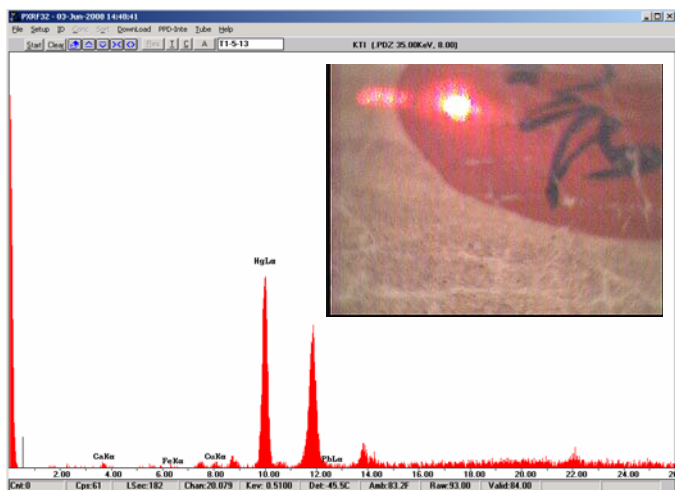 PXRF32 - 03-Jun-2008 14:48:41
File Setup ID Conc Sort DownLoad PPD-Inte Tube Help
Start Clear I C A T1-5-13 KTI (.PDZ 35.00KeV, 8.00)
HgLα
CaKα FeKα CuKα PbLα
2.00 4.00 6.00 8.00 10.00 12.00 14.00 16.00 18.00 20.00 22.00 24.00 26
Cnt:0 Cps:61 LSec:182 Chan:20.079 Kev: 0.5100 Det:-45.5C Amb:83.2F Raw:93.00 Valid:84.00